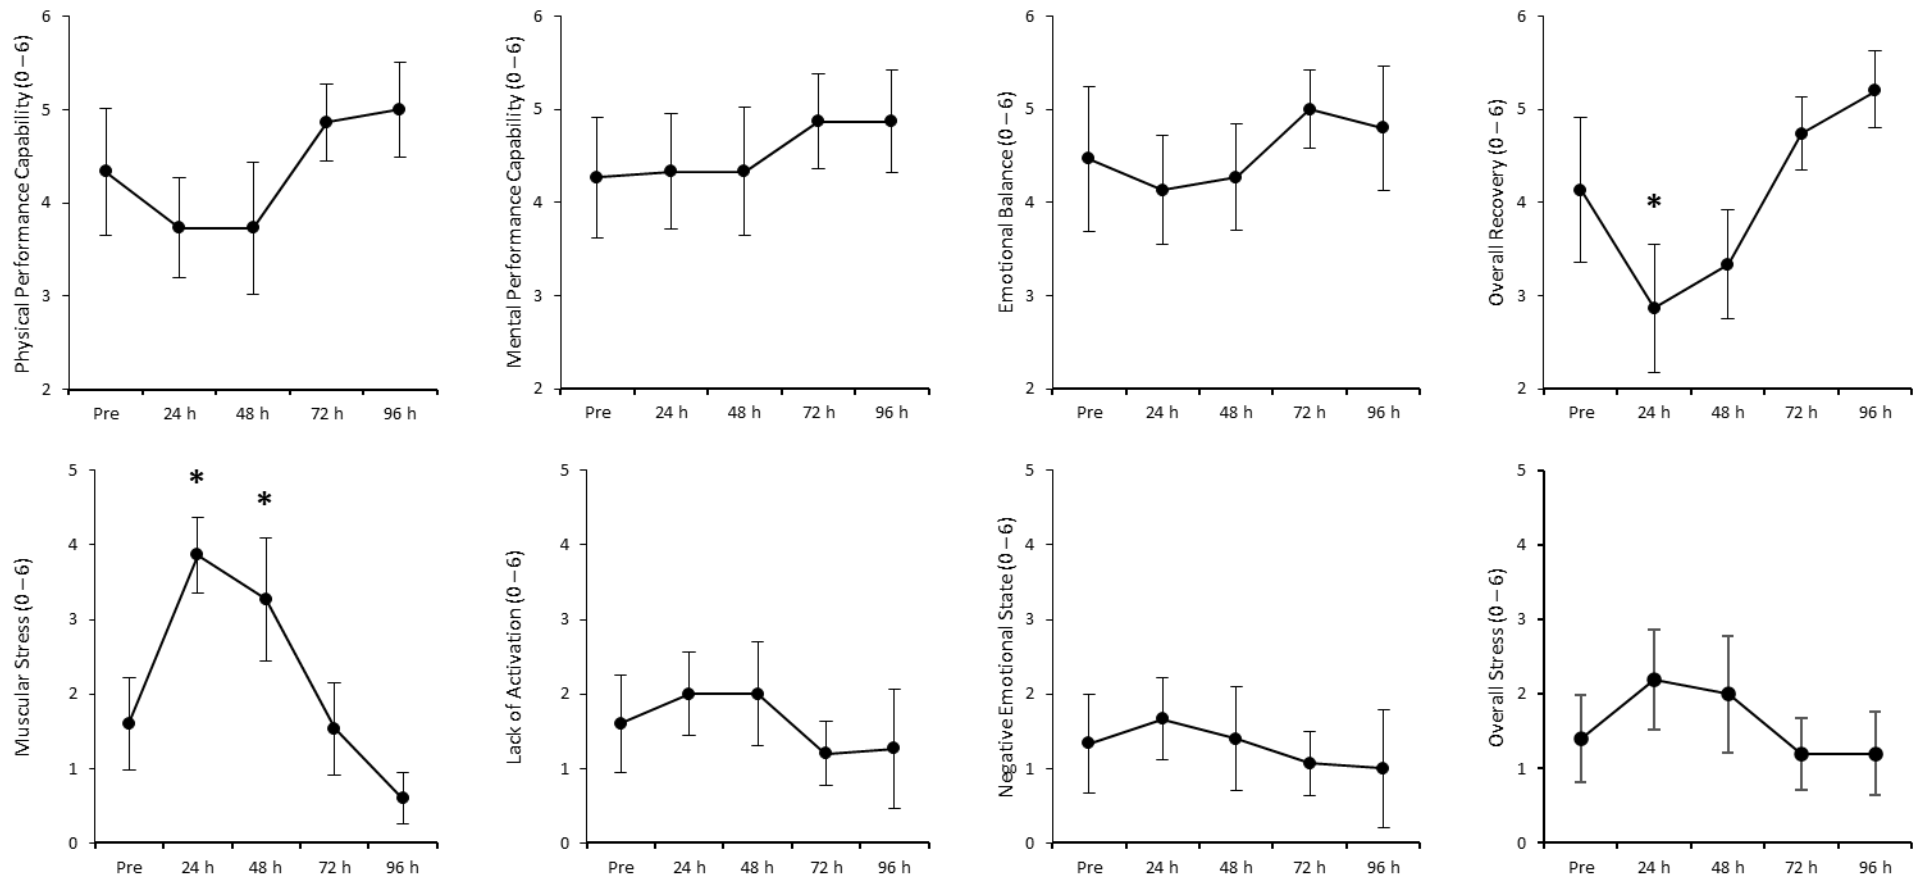 Physical Performance Capability (0 – 6)
6
5
4
3
2
Pre 24 h 48 h 72 h 96 h
Mental Performance Capability (0 – 6)
6
5
4
3
2
Pre 24 h 48 h 72 h 96 h
Emotional Balance (0 – 6)
6
5
4
3
2
Pre 24 h 48 h 72 h 96 h
Overall Recovery (0 – 6)
6
5
4
3
2
*
Pre 24 h 48 h 72 h 96 h
Muscular Stress (0 – 6)
5
4
3
2
1
0
*
*
Pre 24 h 48 h 72 h 96 h
Lack of Activation (0 – 6)
5
4
3
2
1
0
Pre 24 h 48 h 72 h 96 h
Negative Emotional State (0 – 6)
5
4
3
2
1
0
Pre 24 h 48 h 72 h 96 h
Overall Stress (0 – 6)
5
4
3
2
1
0
Pre 24 h 48 h 72 h 96 h